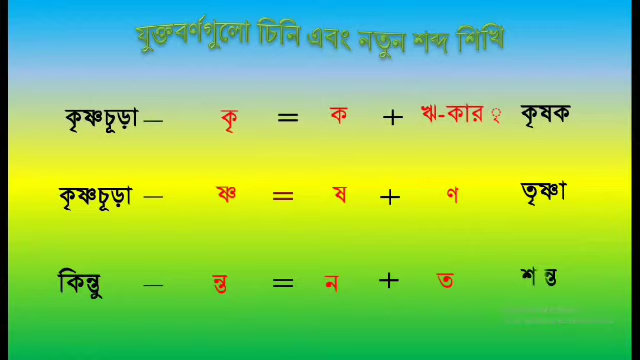 যুক্তবর্ণগুলো চিনি এবং নতুন শব্দ শিখি
কৃষ্ণচূড়া – কৃ = ক + ঋ-কার ৃ কৃষক
কৃষ্ণচূড়া – ষ্ণ = ষ + ণ তৃষ্ণা
কিন্তু – ন্ত = ন + ত শ ন্ত